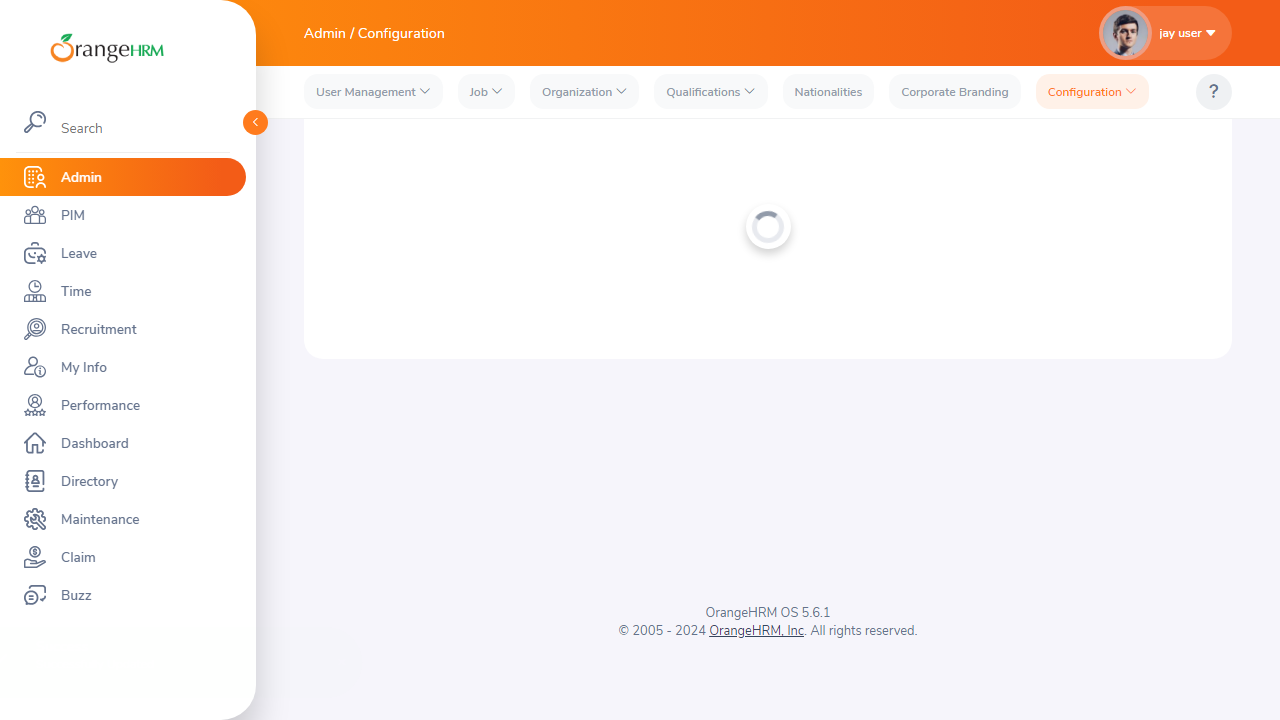 OrangeHRM
Admin / Configuration
jay user
User Management
Job
Organization
Qualifications
Nationalities
Corporate Branding
Configuration
?
Search
Admin
PIM
Leave
Time
Recruitment
My Info
Performance
Dashboard
Directory
Maintenance
Claim
Buzz
OrangeHRM OS 5.6.1
© 2005 - 2024 OrangeHRM, Inc. All rights reserved.